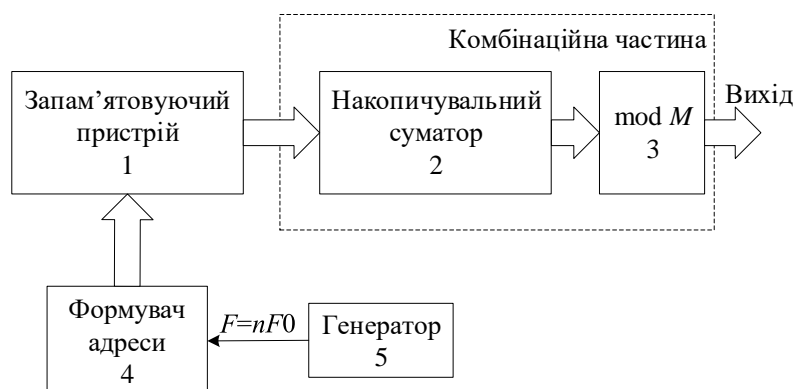 Комбінаційна частина
Запам’ятовуючий
пристрій
1
Накопичувальний
суматор
2
mod M
3
Вихід
Формувач
адреси
4
F=nF0
Генератор
5